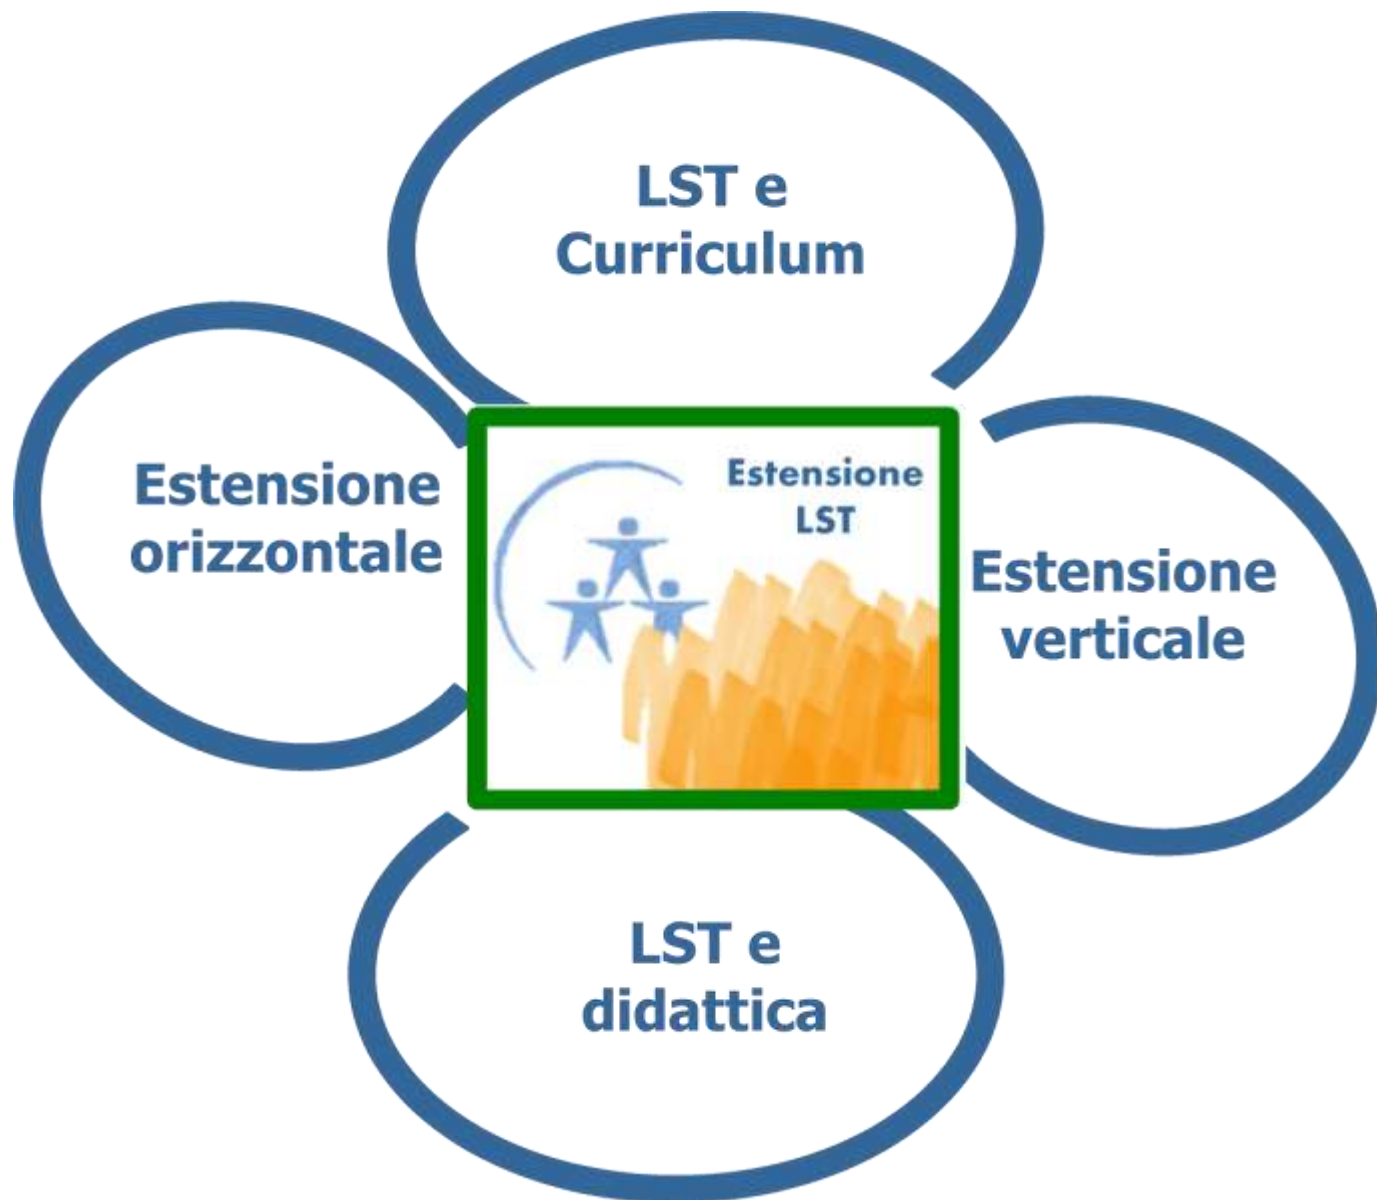 LST e
Curriculum
Estensione
orizzontale
Estensione
LST
Estensione
verticale
LST e
didattica